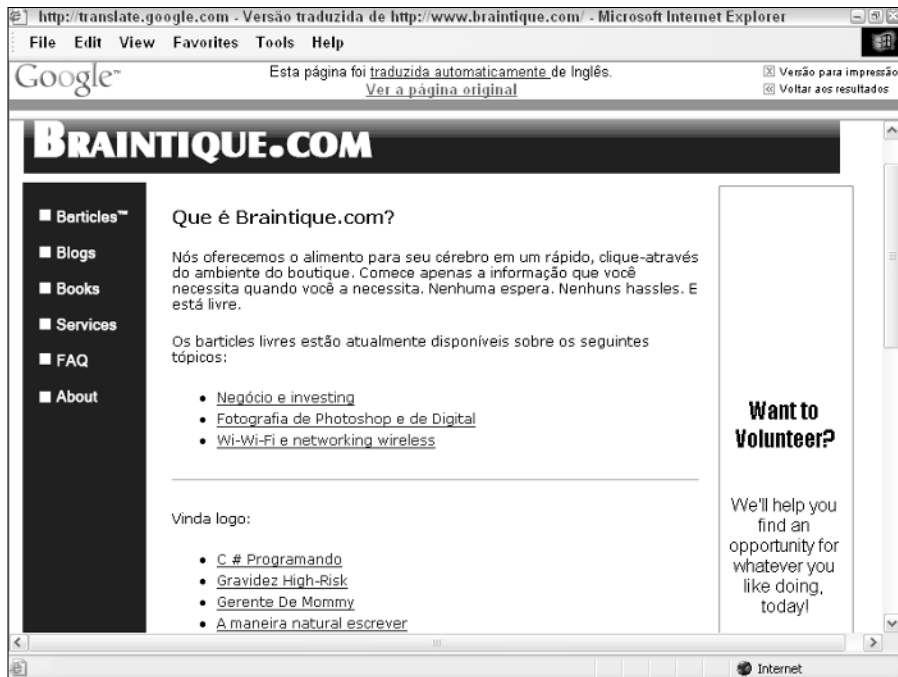 http://translate.google.com - Versão traduzida de http://www.braintique.com/ - Microsoft Internet Explorer
File Edit View Favorites Tools Help
Google™
Esta página foi traduzida automaticamente de Inglês.
Ver a página original
Versão para impressão
Voltar aos resultados
BRAINTIQUE.COM
Barticles™
Blogs
Books
Services
FAQ
About
Que é Braintique.com?
Nós oferecemos o alimento para seu cérebro em um rápido, clique-através
do ambiente do boutique. Comece apenas a informação que você
necessita quando você a necessita. Nenhuma espera. Nenhuns hassles. E
está livre.
Os barticles livres estão atualmente disponíveis sobre os seguintes
tópicos:
Negócio e investing
Fotografia de Photoshop e de Digital
Wi-Wi-Fi e networking wireless
Vinda logo:
C # Programando
Gravidez High-Risk
Gerente De Mommy
A maneira natural escrever
Want to
Volunteer?
We'll help you
find an
opportunity for
whatever you
like doing,
today!
Internet